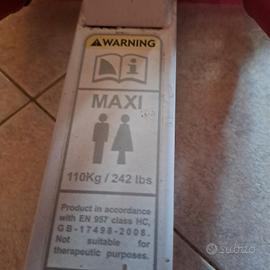 WARNING
MAXI
110Kg / 242 lbs
Product in accordance
with EN 957 class HC,
GB-17498-2008.
Not suitable for
therapeutic purposes.
subito